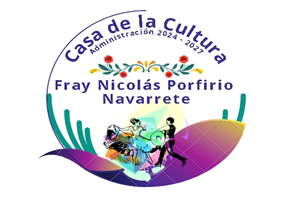 Casa de la Cultura
Administración 2024 - 2027
Fray Nicolás Porfirio
Navarrete